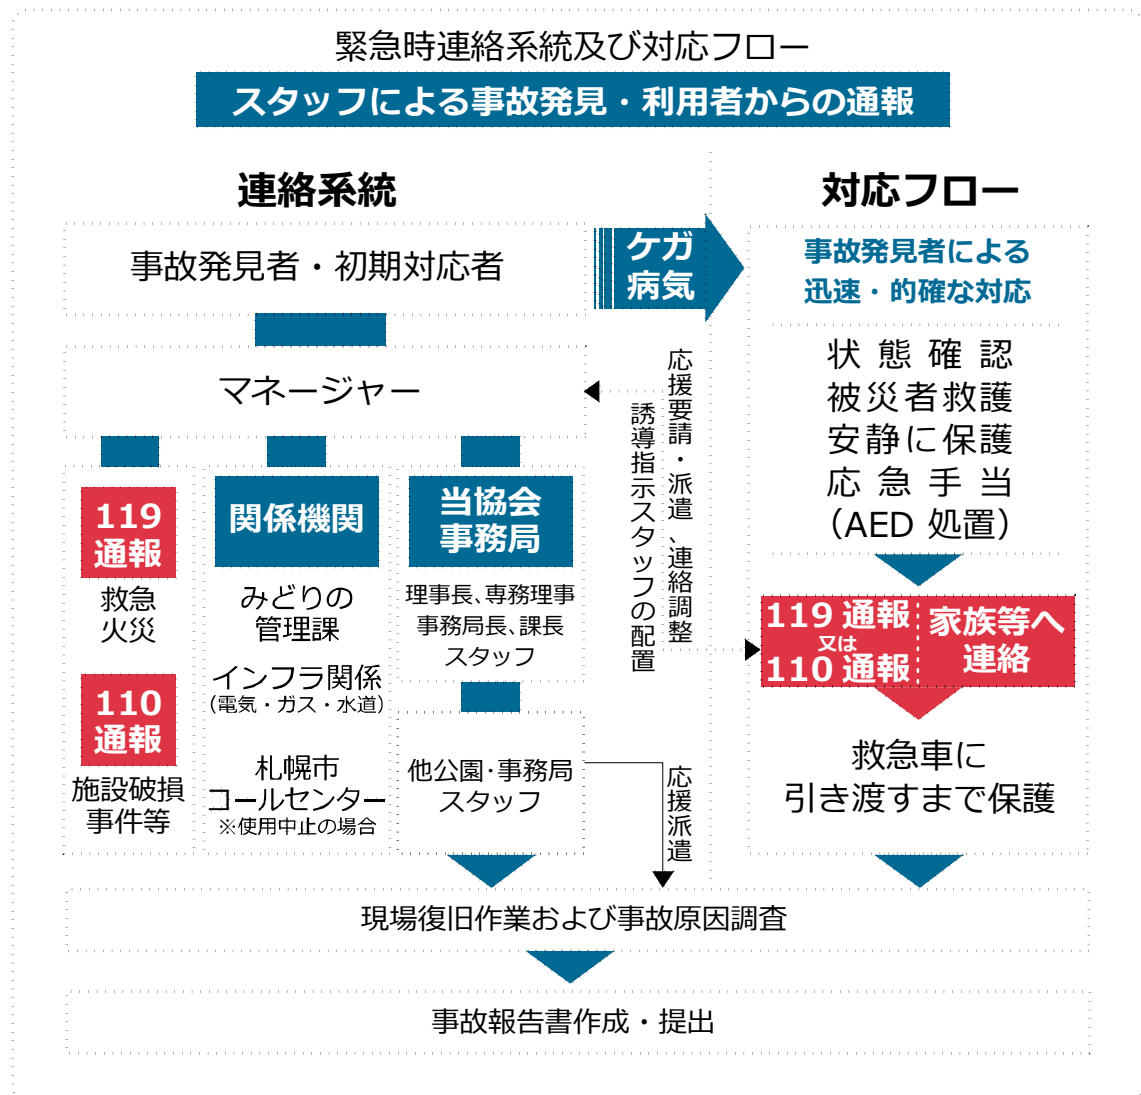 緊急時連絡系統及び対応フロー
スタッフによる事故発見・利用者からの通報
連絡系統
事故発見者・初期対応者
ケガ
病気
マネージャー
応援要請・派遣、連絡調整
誘導指示スタッフの配置
119
通報
救急
火災
110
通報
施設破損
事件等
関係機関
みどりの
管理課
インフラ関係
(電気・ガス・水道)
札幌市
コールセンター
※使用中止の場合
当協会
事務局
理事長、専務理事
事務局長、課長
スタッフ
他公園・事務局
スタッフ
応援派遣
対応フロー
事故発見者による
迅速・的確な対応
状態確認
被災者救護
安静に保護
応急手当
（AED 処置）
119 通報
又は
110 通報
家族等へ
連絡
救急車に
引き渡すまで保護
現場復旧作業および事故原因調査
事故報告書作成・提出